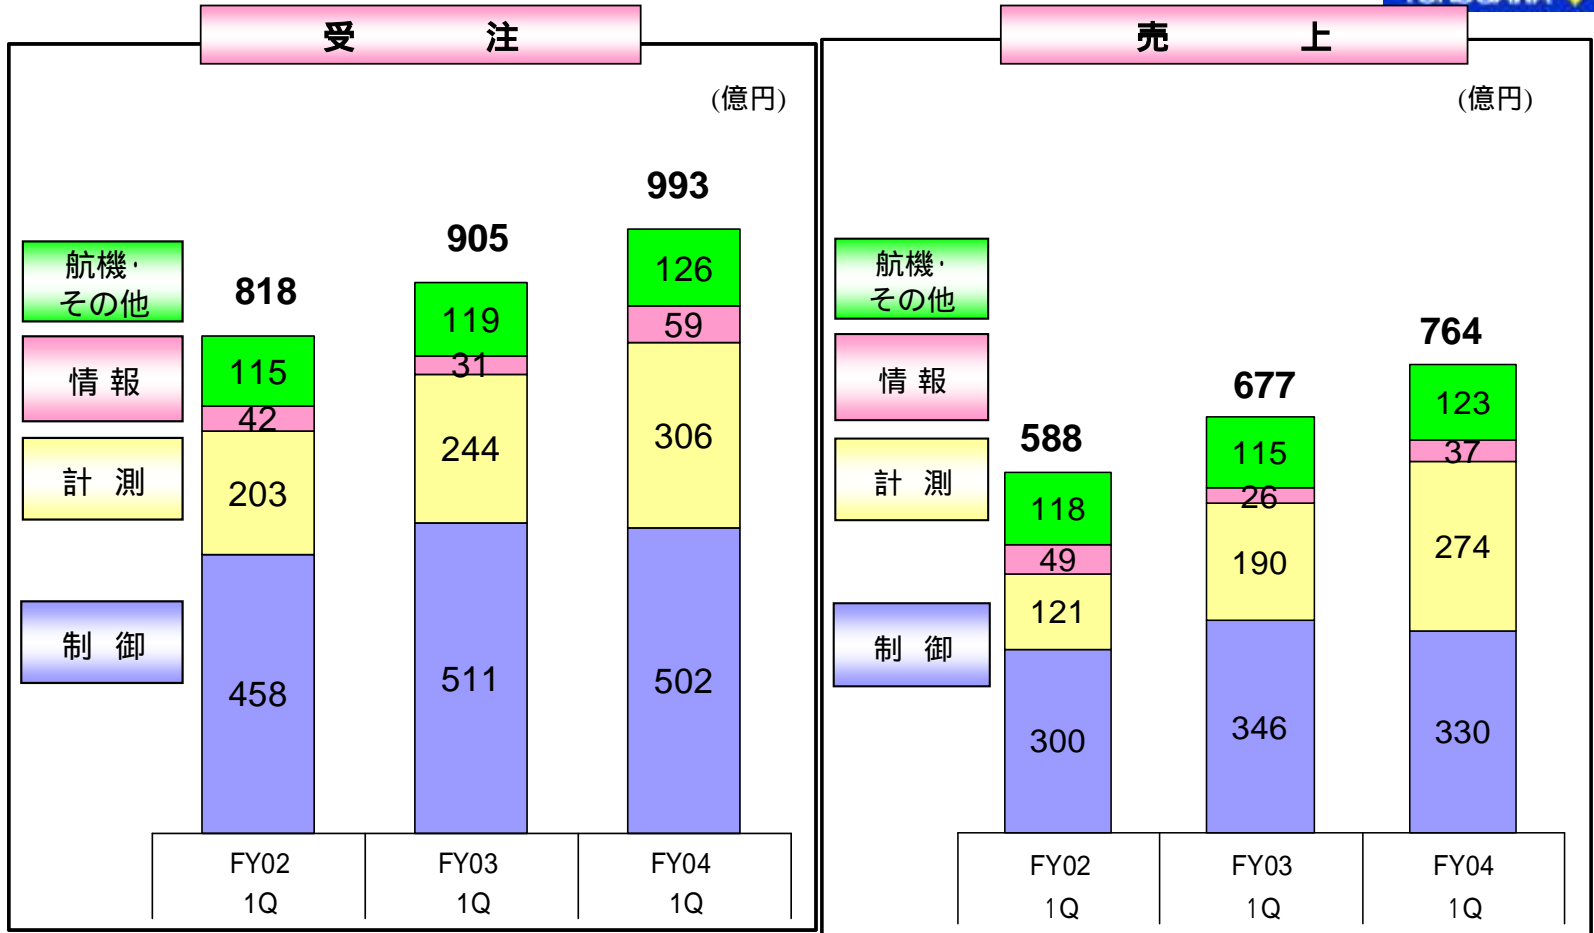 受 注
(億円)
993
905
818
航機・
その他
情 報
計 測
制 御
115
42
203
458
119
31
244
511
126
59
306
502
FY02
1Q
FY03
1Q
FY04
1Q
売 上
(億円)
764
677
588
航機・
その他
情 報
計 測
制 御
118
49
121
300
115
26
190
346
123
37
274
330
FY02
1Q
FY03
1Q
FY04
1Q